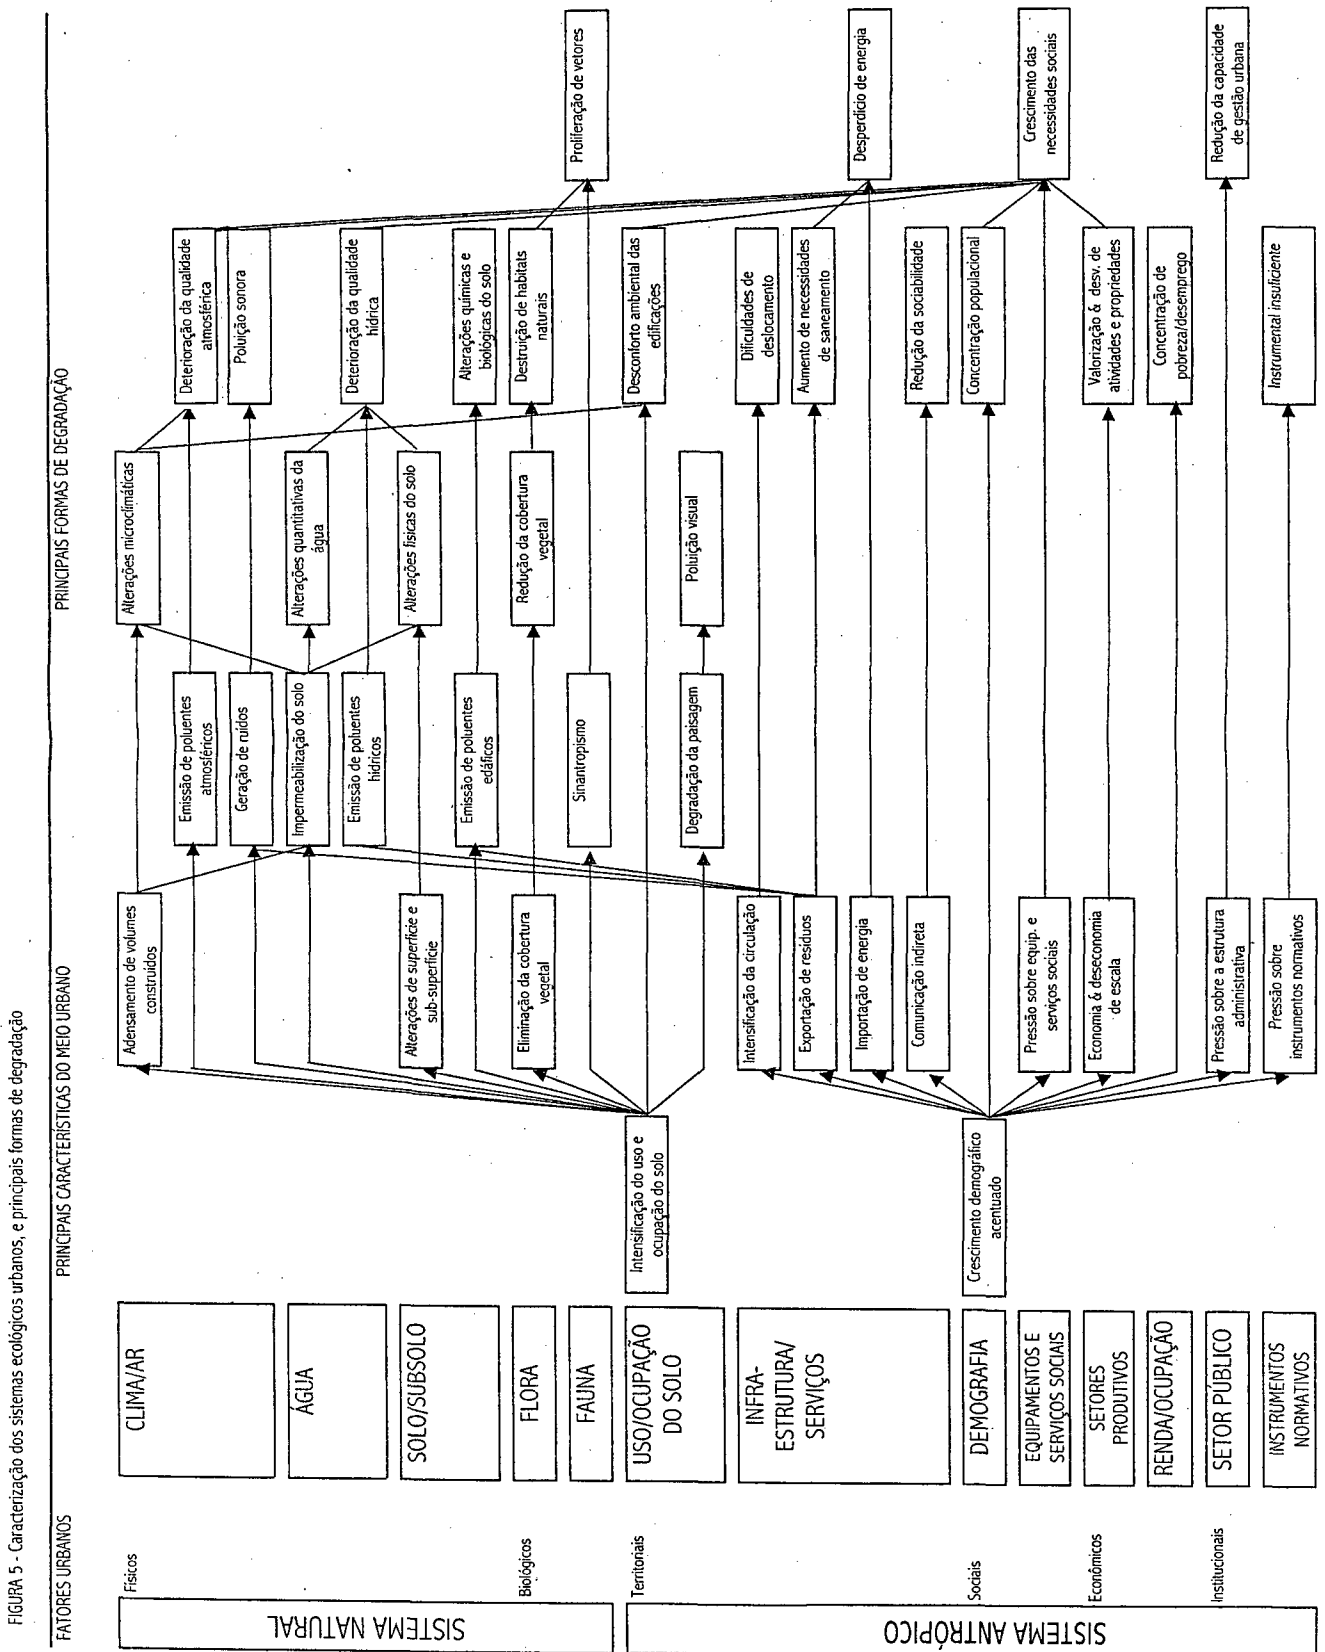 FIGURA 5 - Caracterização dos sistemas ecológicos urbanos, e principais formas de degradação
FATORES URBANOS
PRINCIPAIS CARACTERÍSTICAS DO MEIO URBANO
PRINCIPAIS FORMAS DE DEGRADAÇÃO
SISTEMA NATURAL
SISTEMA ANTRÓPICO
Físicos
Biológicos
Territoriais
Sociais
Econômicos
Institucionais
CLIMA/AR
ÁGUA
SOLO/SUBSOLO
FLORA
FAUNA
USO/OCUPAÇÃO
DO SOLO
INFRA-
ESTRUTURA/
SERVIÇOS
DEMOGRAFIA
EQUIPAMENTOS E
SERVIÇOS SOCIAIS
SETORES
PRODUTIVOS
RENDA/OCUPAÇÃO
SETOR PÚBLICO
INSTRUMENTOS
NORMATIVOS
Intensificação do uso e
ocupação do solo
Crescimento demográfico
acentuado
Adensamento de volumes
construídos
Alterações de superfície e
sub-superfície
Eliminação da cobertura
vegetal
Intensificação da circulação
Exportação de resíduos
Importação de energia
Comunicação indireta
Pressão sobre equip. e
serviços sociais
Economia & deseconomia
de escala
Pressão sobre a estrutura
administrativa
Pressão sobre
instrumentos normativos
Emissão de poluentes
atmosféricos
Geração de ruídos
Impermeabilização do solo
Emissão de poluentes
hídricos
Emissão de poluentes
edáficos
Sinantropismo
Degradação da paisagem
Alterações microclimáticas
Alterações quantitativas da
água
Alterações físicas do solo
Redução da cobertura
vegetal
Poluição visual
Deterioração da qualidade
atmosférica
Poluição sonora
Deterioração da qualidade
hídrica
Alterações químicas e
biológicas do solo
Destruição de habitats
naturais
Desconforto ambiental das
edificações
Dificuldades de
deslocamento
Aumento de necessidades
de saneamento
Redução da sociabilidade
Concentração populacional
Valorização & desv. de
atividades e propriedades
Concentração de
pobreza/desemprego
Instrumental insuficiente
Proliferação de vetores
Desperdício de energia
Crescimento das
necessidades sociais
Redução da capacidade
de gestão urbana